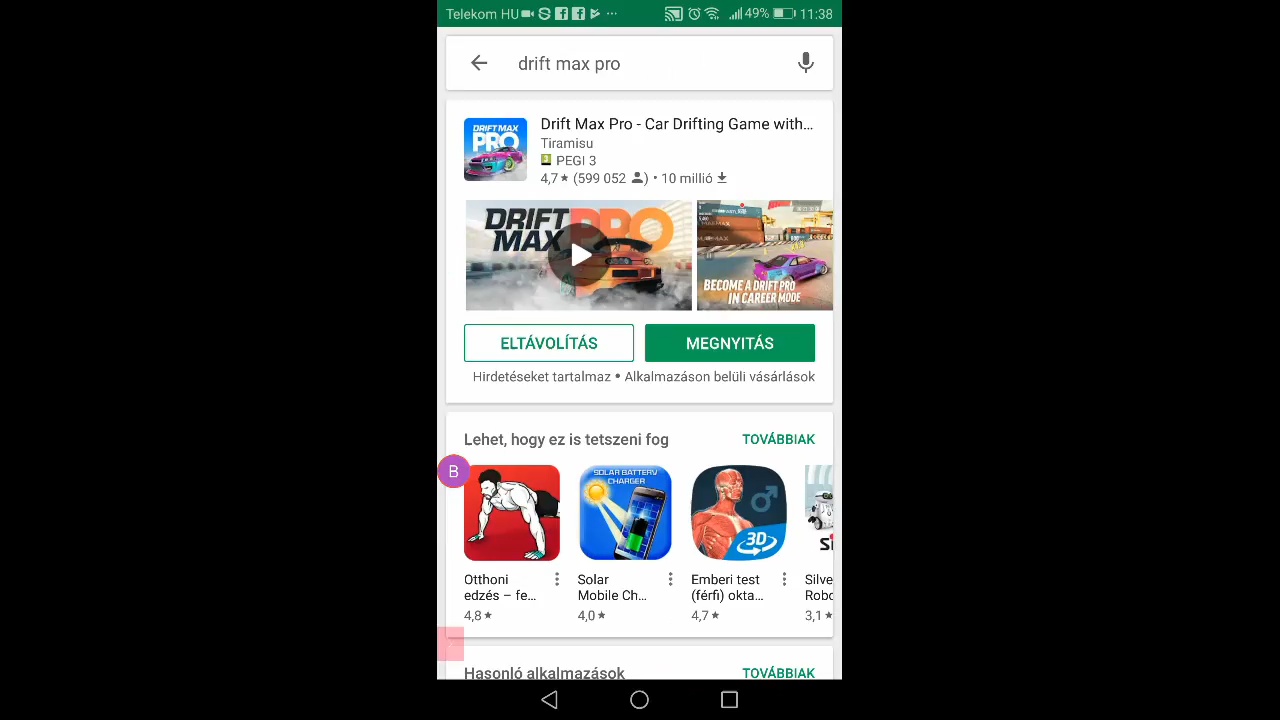 Telekom HU
49%
11:38
drift max pro
DRIFT MAX
PRO
Drift Max Pro - Car Drifting Game with...
Tiramisu
3 PEGI 3
4,7★ (599 052) • 10 millió
DRIFT PRO
MAX
BECOME A DRIFT PRO
IN CAREER MODE
ELTÁVOLÍTÁS
MEGNYITÁS
Hirdetéseket tartalmaz • Alkalmazáson belüli vásárlások
Lehet, hogy ez is tetszeni fog
TOVÁBBIAK
B
SOLAR BATTERY
CHARGER
3D
Otthoni
edzés – fe...
4,8★
Solar
Mobile Ch...
4,0★
Emberi test
(férfi) okta...
4,7★
Silve
Robo
3,1★
Hasonló alkalmazások
TOVÁBBIAK